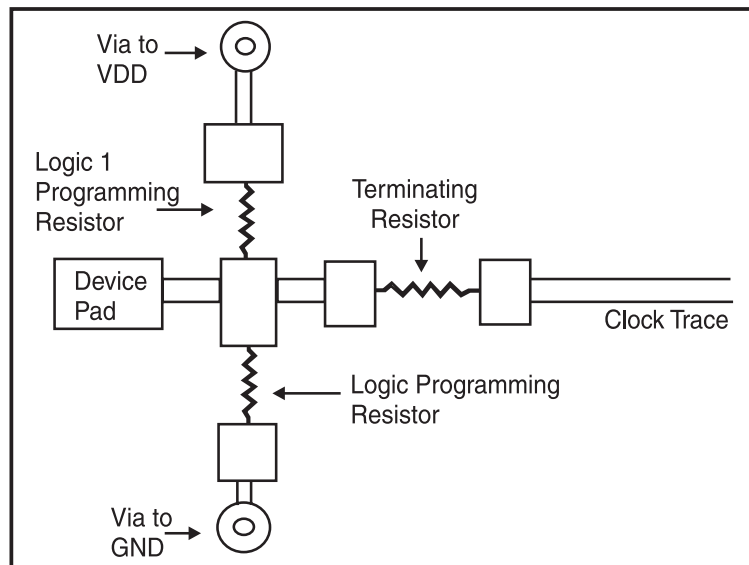 Via to
VDD
Logic 1
Programming
Resistor
Terminating
Resistor
Device
Pad
Clock Trace
Logic Programming
Resistor
Via to
GND